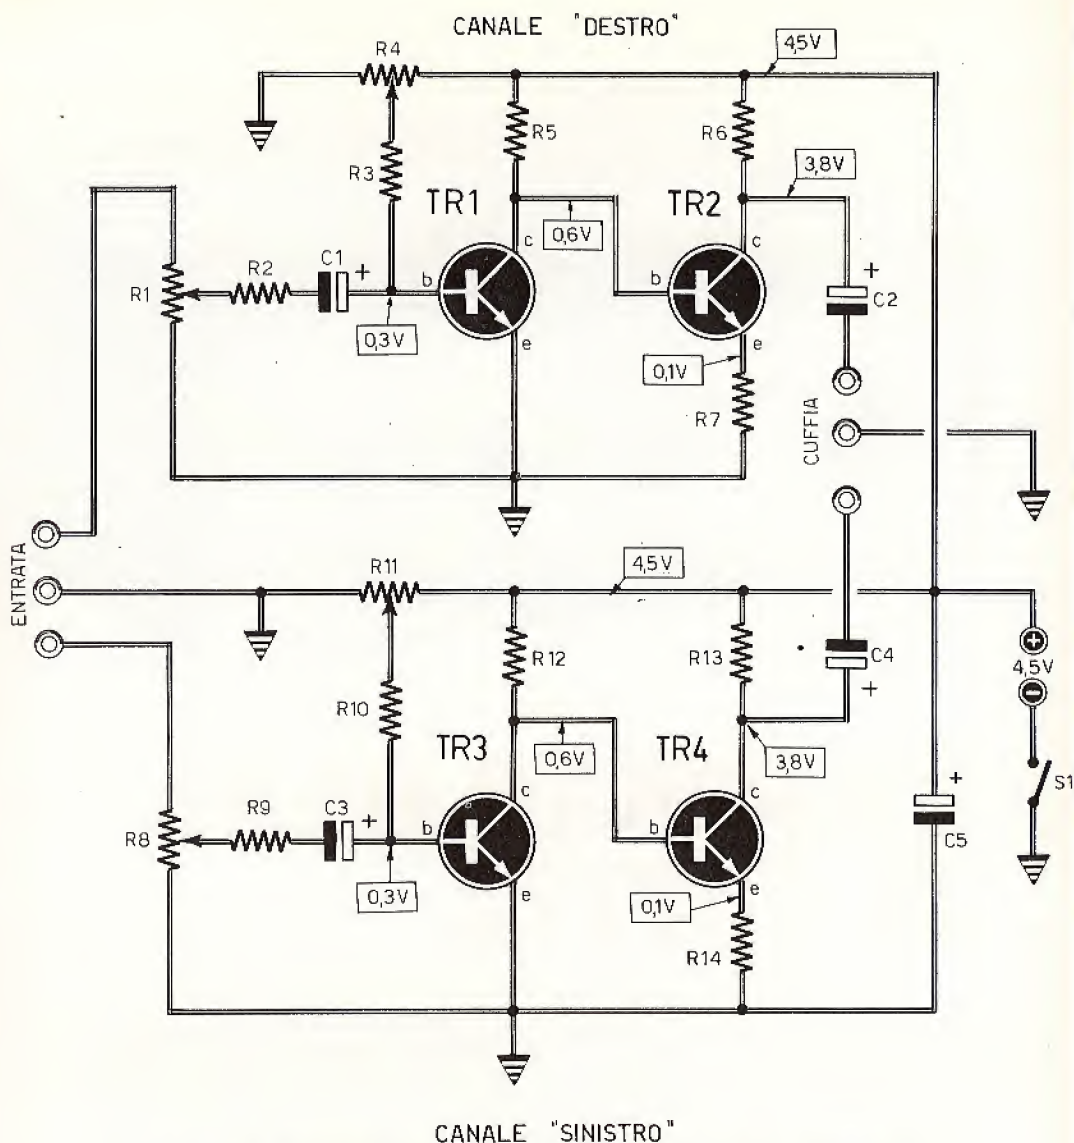 CANALE "DESTRO"
4,5V
R4
R5
R6
R3
3,8V
TR1
TR2
0,6V
c
c
C1
+
R2
b
b
+
R1
C2
0,3V
e
e
0,1V
R7
CUFFIA
ENTRATA
R11
4,5V
+
R12
R13
C4
4,5V
+
−
R10
TR3
TR4
0,6V
3,8V
S1
c
c
+
R9
C3
+
b
b
R8
C5
0,3V
e
e
0,1V
R14
CANALE "SINISTRO"